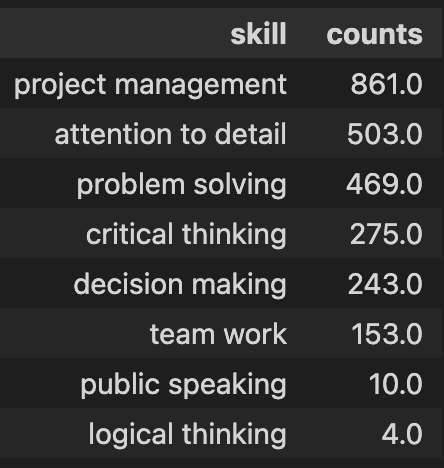 skill counts
project management 861.0
attention to detail 503.0
problem solving 469.0
critical thinking 275.0
decision making 243.0
team work 153.0
public speaking 10.0
logical thinking 4.0